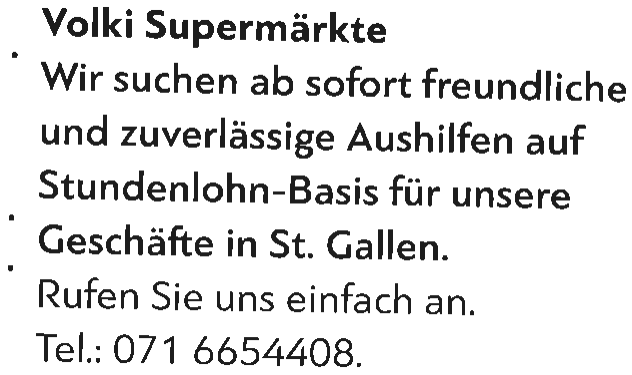 Volki Supermärkte
Wir suchen ab sofort freundliche
und zuverlässige Aushilfen auf
Stundenlohn-Basis für unsere
Geschäfte in St. Gallen.
Rufen Sie uns einfach an.
Tel.: 071 6654408.